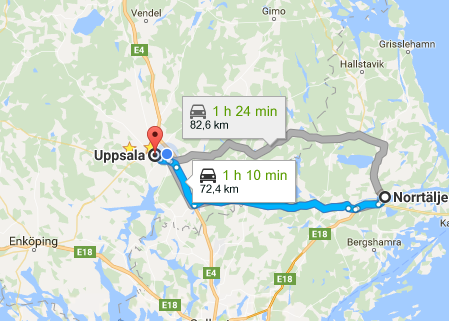 Vendel
Gimo
E4
Grisslehamn
Hallstavik
1 h 24 min
82,6 km
Uppsala
1 h 10 min
72,4 km
Norrtälje
Enköping
E18
Bergshamra
E18
E4
E18